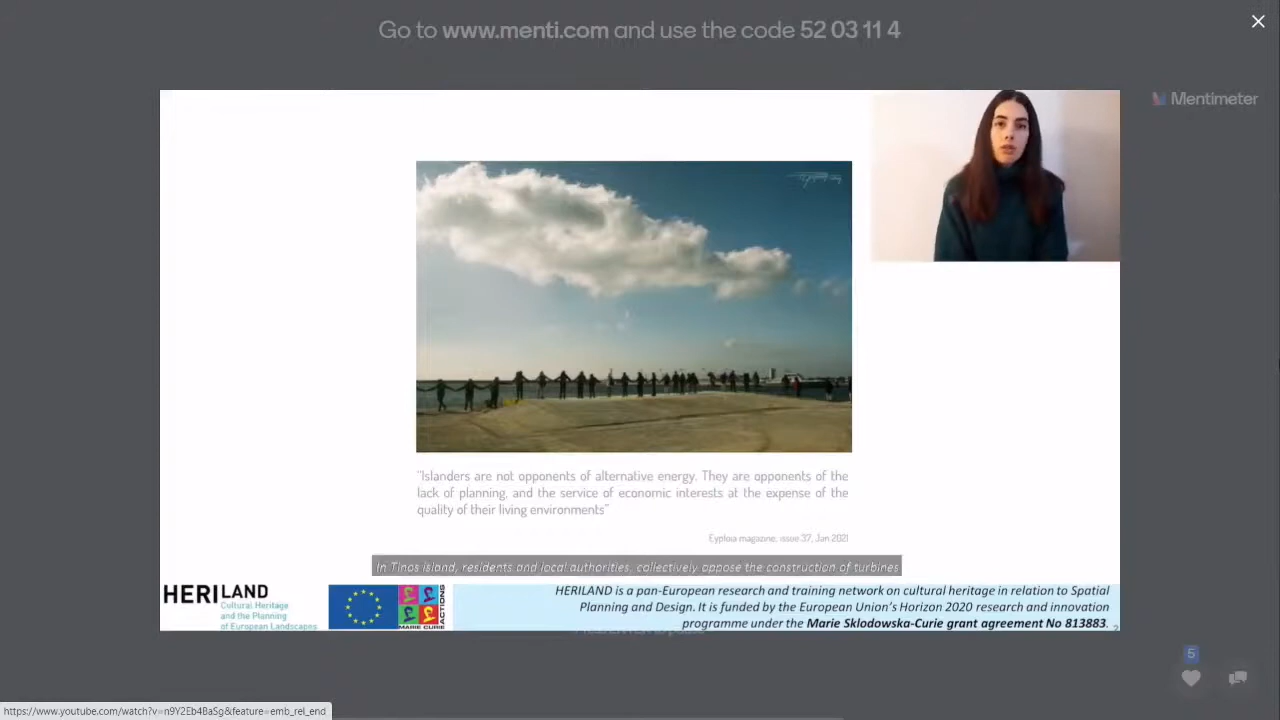 Go to www.menti.com and use the code 52 03 11 4
Mentimeter
"Islanders are not opponents of alternative energy. They are opponents of the
lack of planning, and the service of economic interests at the expense of the
quality of their living environments"
Eyploia magazine, issue 37, Jan 2021
In Tinos island, residents and local authorities, collectively oppose the construction of turbines
HERILAND
Cultural Heritage
and the Planning
of European Landscapes
MARIE CURIE
ACTIONS
HERILAND is a pan-European research and training network on cultural heritage in relation to Spatial
Planning and Design. It is funded by the European Union's Horizon 2020 research and innovation
programme under the Marie Sklodowska-Curie grant agreement No 813883.
2
5
https://www.youtube.com/watch?v=n9Y2Eb4BaSg&feature=emb_rel_end